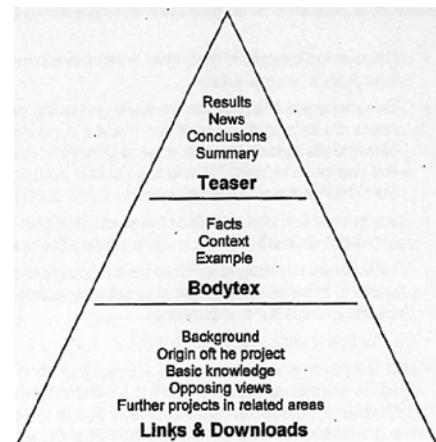 Results
News
Conclusions
Summary
Teaser
Facts
Context
Example
Bodytex
Background
Origin oft he project
Basic knowledge
Opposing views
Further projects in related areas
Links & Downloads